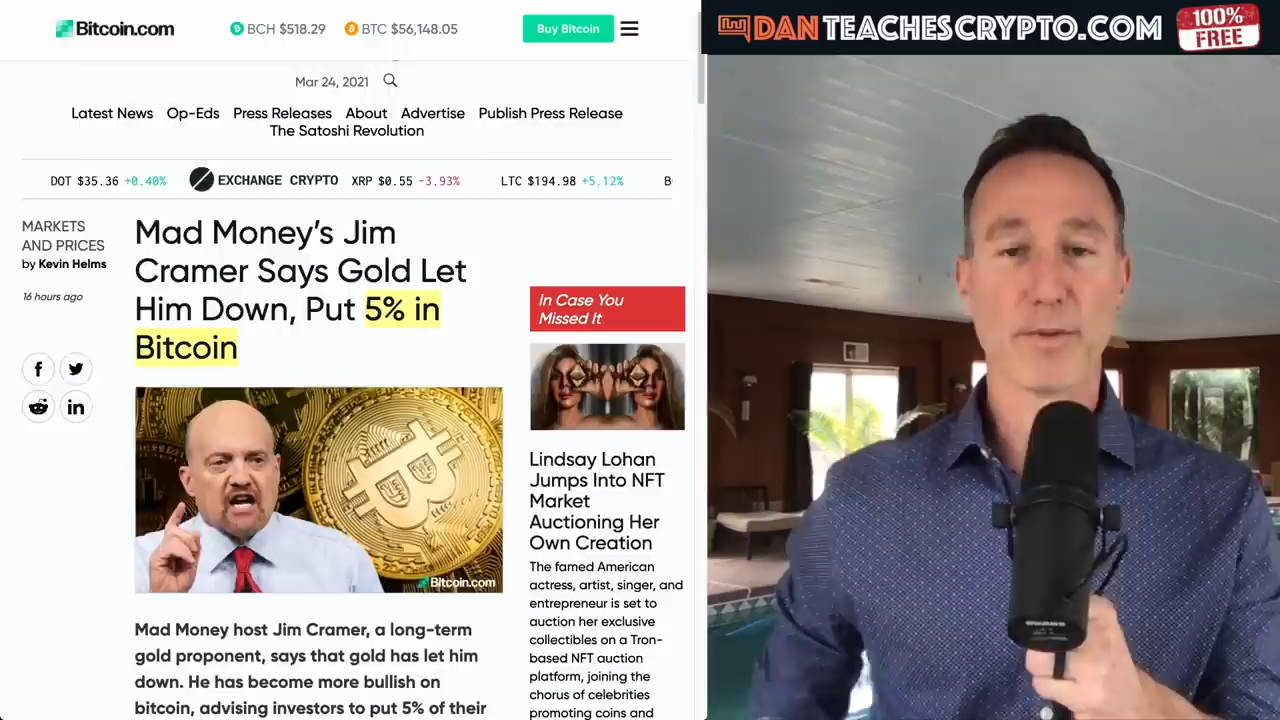 Bitcoin.com
BCH $518.29
BTC $56,148.05
Buy Bitcoin
DANTEACHESCRYPTO.COM
100%
FREE
Mar 24, 2021
Latest News Op-Eds Press Releases About Advertise Publish Press Release
The Satoshi Revolution
DOT $35.36 +0.40% EXCHANGE CRYPTO XRP $0.55 -3.93% LTC $194.98 +5.12% B
MARKETS
AND PRICES
by Kevin Helms
16 hours ago
Mad Money's Jim
Cramer Says Gold Let
Him Down, Put 5% in
Bitcoin
Bitcoin.com
Mad Money host Jim Cramer, a long-term
gold proponent, says that gold has let him
down. He has become more bullish on
bitcoin, advising investors to put 5% of their
In Case You
Missed It
Lindsay Lohan
Jumps Into NFT
Market
Auctioning Her
Own Creation
The famed American
actress, artist, singer, and
entrepreneur is set to
auction her exclusive
collectibles on a Tron-
based NFT auction
platform, joining the
chorus of celebrities
promoting coins and